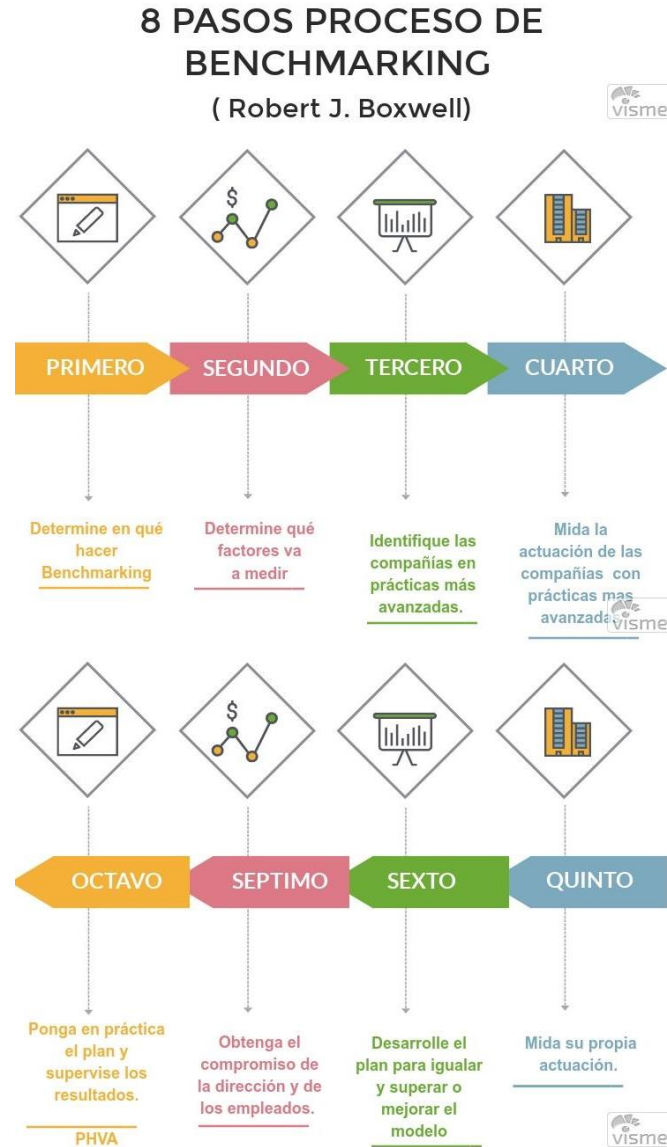 8 PASOS PROCESO DE
BENCHMARKING
( Robert J. Boxwell)
visme
$
PRIMERO
SEGUNDO
TERCERO
CUARTO
Determine en qué
hacer
Benchmarking
Determine qué
factores va
a medir
Identifique las
compañías en
prácticas más
avanzadas.
Mida la
actuación de las
compañías con
prácticas mas
avanzadas.
visme
$
OCTAVO
SEPTIMO
SEXTO
QUINTO
Ponga en práctica
el plan y
supervise los
resultados.
PHVA
Obtenga el
compromiso de
la dirección y de
los empleados.
Desarrolle el
plan para igualar
y superar o
mejorar el
modelo
Mida su propia
actuación.
visme